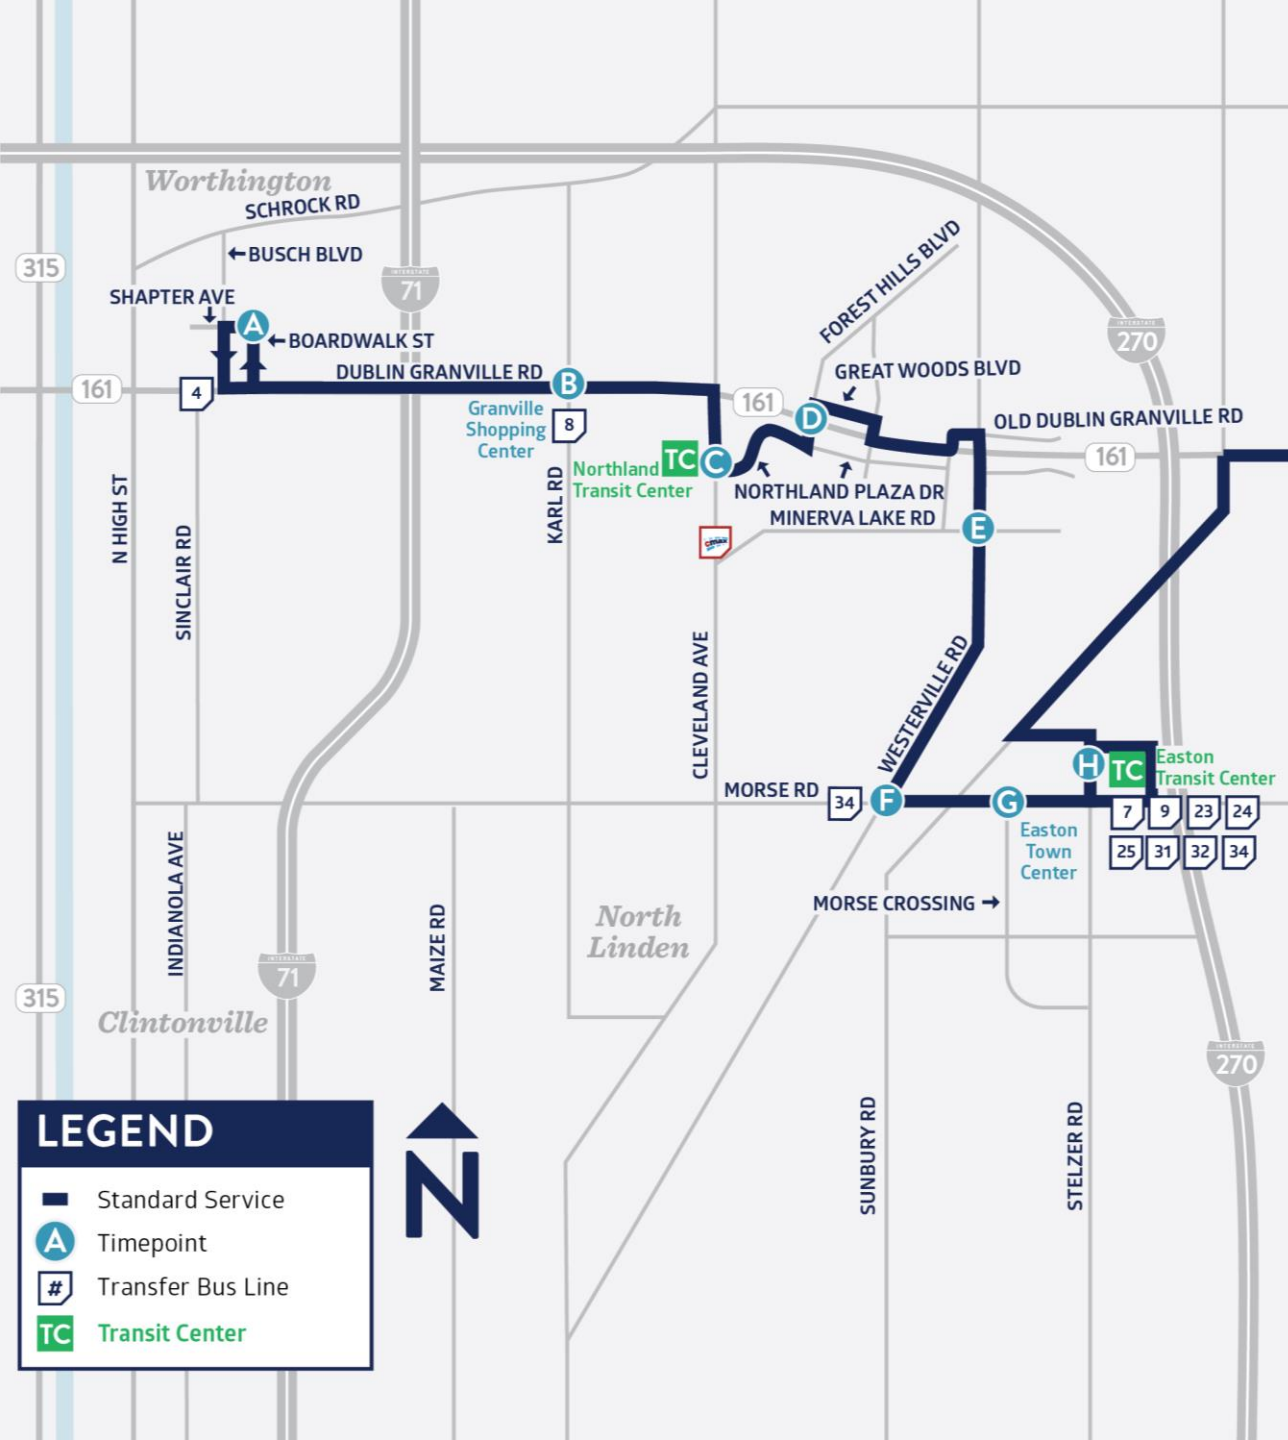 Worthington
SCHROCK RD
315
BUSCH BLVD
INTERSTATE
71
SHAPTER AVE
A
BOARDWALK ST
FOREST HILLS BLVD
INTERSTATE
270
161
4
DUBLIN GRANVILLE RD
B
GREAT WOODS BLVD
161
D
OLD DUBLIN GRANVILLE RD
161
Granville
Shopping
Center
8
Northland
Transit Center
TC
C
NORTHLAND PLAZA DR
MINERVA LAKE RD
E
cmax
N HIGH ST
SINCLAIR RD
KARL RD
CLEVELAND AVE
WESTERVILLE RD
H
TC
Easton
Transit Center
MORSE RD
34
F
G
7
9
23
24
25
31
32
34
Easton
Town
Center
MORSE CROSSING
INDIANOLA AVE
MAIZE RD
North
Linden
INTERSTATE
71
315
Clintonville
INTERSTATE
270
SUNBURY RD
STELZER RD
LEGEND
Standard Service
A Timepoint
# Transfer Bus Line
TC Transit Center
N